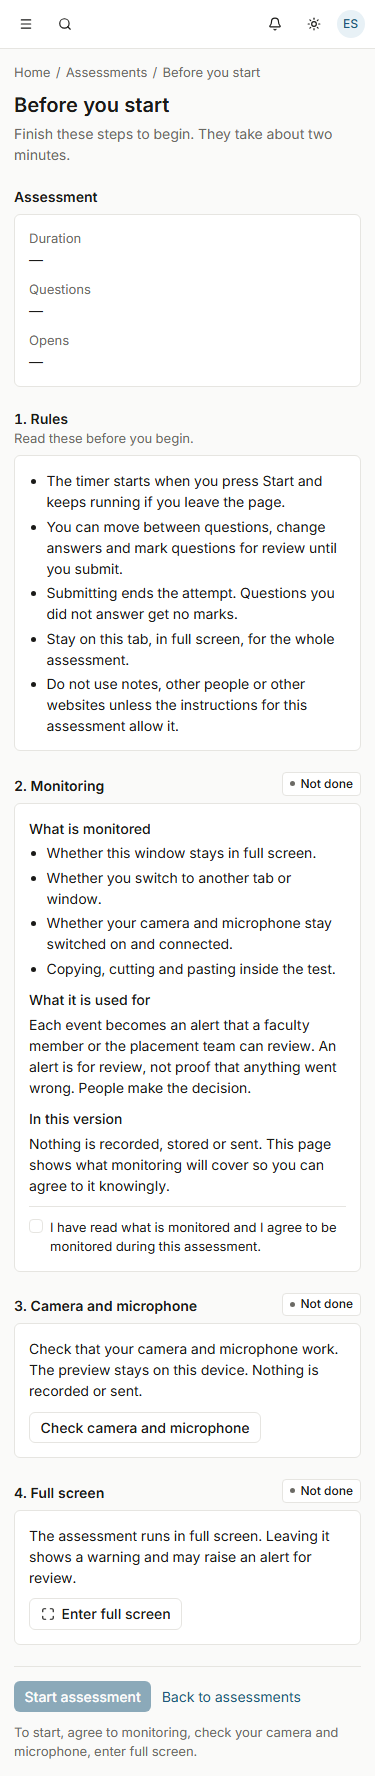 ES
Home / Assessments / Before you start
Before you start
Finish these steps to begin. They take about two
minutes.
Assessment
Duration
—
Questions
—
Opens
—
1. Rules
Read these before you begin.
• The timer starts when you press Start and
keeps running if you leave the page.
• You can move between questions, change
answers and mark questions for review until
you submit.
• Submitting ends the attempt. Questions you
did not answer get no marks.
• Stay on this tab, in full screen, for the whole
assessment.
• Do not use notes, other people or other
websites unless the instructions for this
assessment allow it.
2. Monitoring
Not done
What is monitored
• Whether this window stays in full screen.
• Whether you switch to another tab or
window.
• Whether your camera and microphone stay
switched on and connected.
• Copying, cutting and pasting inside the test.
What it is used for
Each event becomes an alert that a faculty
member or the placement team can review. An
alert is for review, not proof that anything went
wrong. People make the decision.
In this version
Nothing is recorded, stored or sent. This page
shows what monitoring will cover so you can
agree to it knowingly.
I have read what is monitored and I agree to be
monitored during this assessment.
3. Camera and microphone
Not done
Check that your camera and microphone work.
The preview stays on this device. Nothing is
recorded or sent.
Check camera and microphone
4. Full screen
Not done
The assessment runs in full screen. Leaving it
shows a warning and may raise an alert for
review.
Enter full screen
Start assessment
Back to assessments
To start, agree to monitoring, check your camera and
microphone, enter full screen.